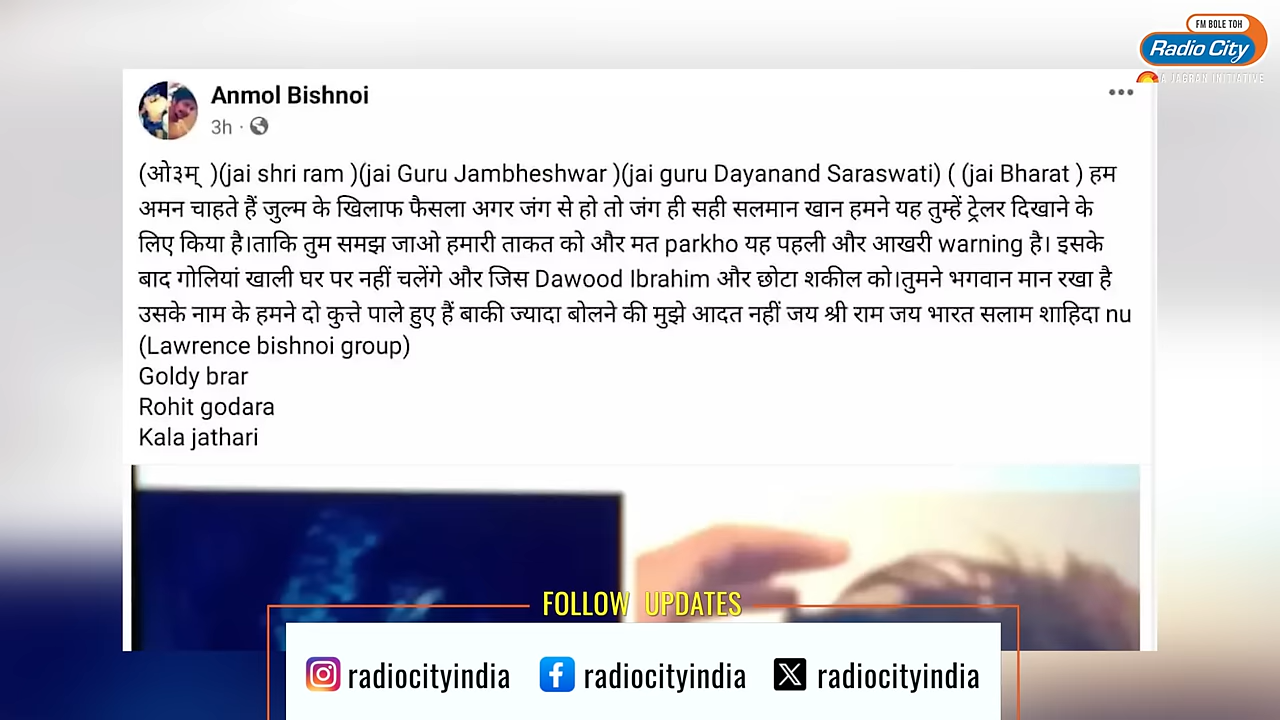 FM BOLE TOH
Radio City
A JAGRAN INITIATIVE
Anmol Bishnoi
3h ·
(ओ३म् )(jai shri ram )(jai Guru Jambheshwar )(jai guru Dayanand Saraswati) ( (jai Bharat ) हम
अमन चाहते हैं जुल्म के खिलाफ फैसला अगर जंग से हो तो जंग ही सही सलमान खान हमने यह तुम्हें ट्रेलर दिखाने के
लिए किया है।ताकि तुम समझ जाओ हमारी ताकत को और मत parkho यह पहली और आखरी warning है। इसके
बाद गोलियां खाली घर पर नहीं चलेंगे और जिस Dawood Ibrahim और छोटा शकील को।तुमने भगवान मान रखा है
उसके नाम के हमने दो कुत्ते पाले हुए हैं बाकी ज्यादा बोलने की मुझे आदत नहीं जय श्री राम जय भारत सलाम शाहिदा nu
(Lawrence bishnoi group)
Goldy brar
Rohit godara
Kala jathari
FOLLOW UPDATES
radiocityindia radiocityindia radiocityindia